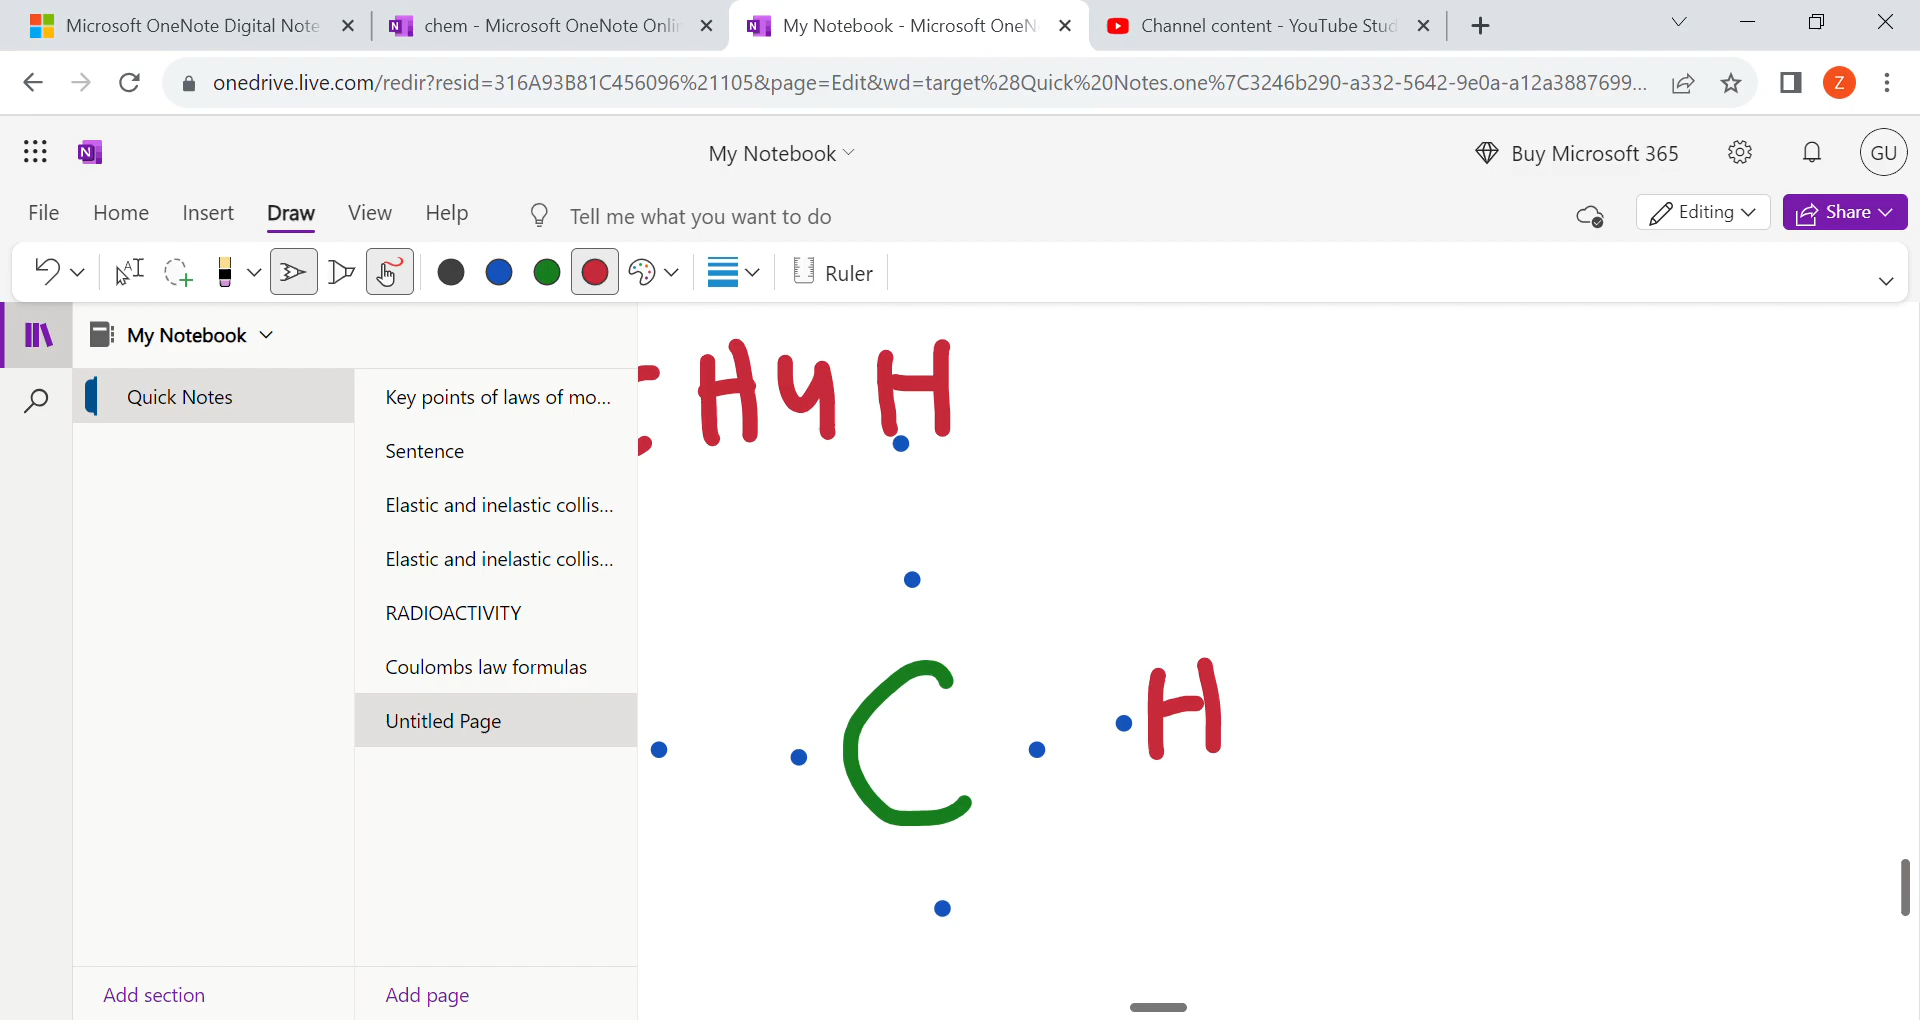 Microsoft OneNote Digital Note
chem - Microsoft OneNote Onli
My Notebook - Microsoft OneN
Channel content - YouTube Stud
onedrive.live.com/redir?resid=316A93B81C456096%21105&page=Edit&wd=target%28Quick%20Notes.one%7C3246b290-a332-5642-9e0a-a12a3887699...
Z
N
My Notebook
Buy Microsoft 365
GU
File Home Insert Draw View Help Tell me what you want to do
Editing
Share
Ruler
My Notebook
Quick Notes
Key points of laws of mo...
Sentence
Elastic and inelastic collis...
Elastic and inelastic collis...
RADIOACTIVITY
Coulombs law formulas
Untitled Page
Add section
Add page
CH4 H
C H